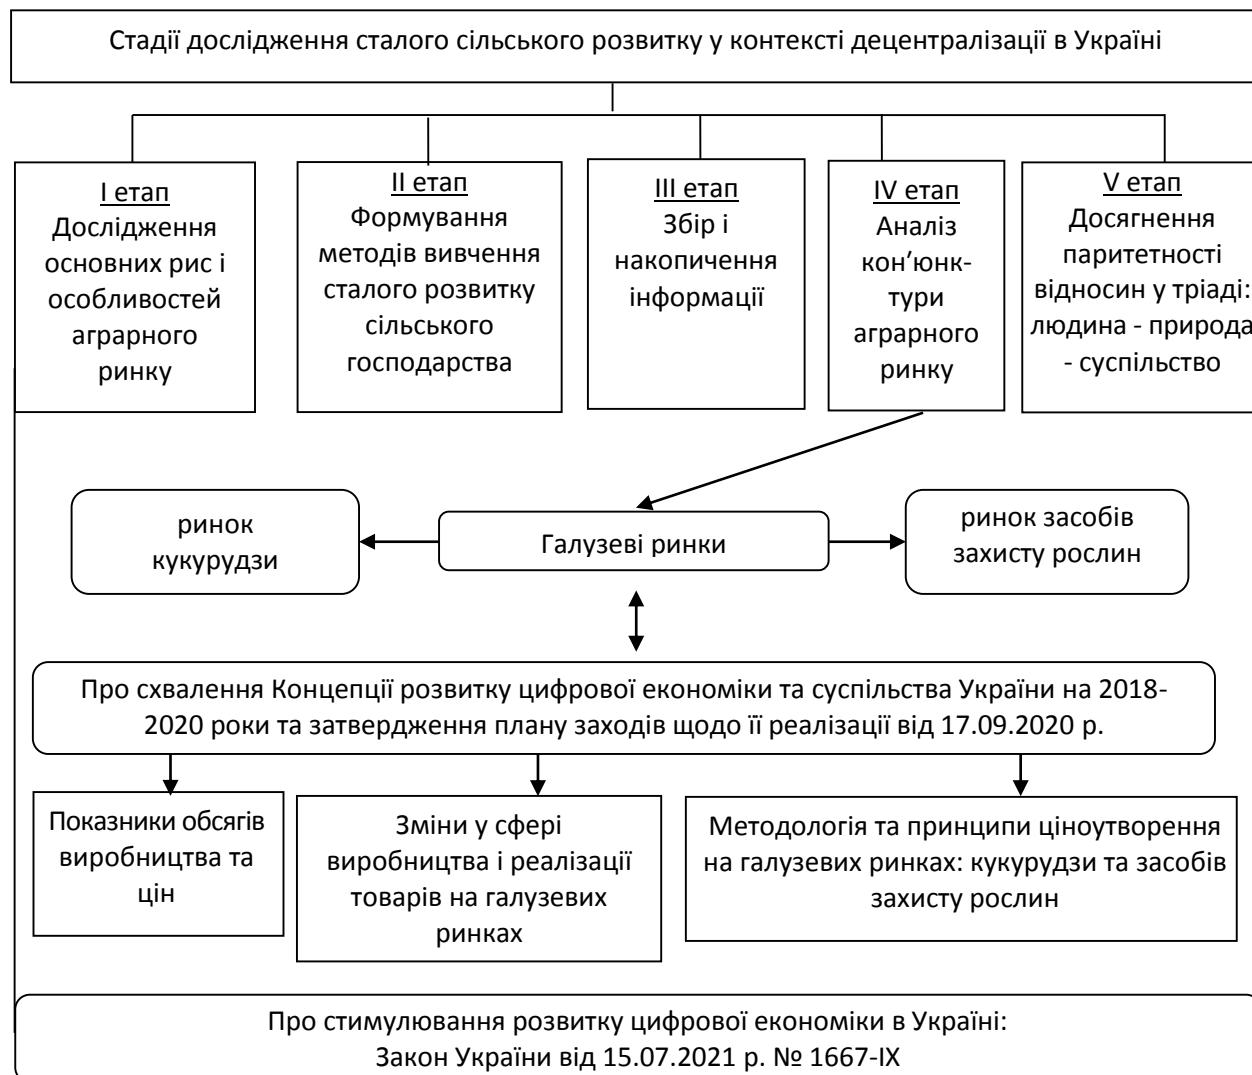 Стадії дослідження сталого сільського розвитку у контексті децентралізації в Україні
І етап
Дослідження
основних рис і
особливостей
аграрного
ринку
ІІ етап
Формування
методів вивчення
сталого розвитку
сільського
господарства
ІІІ етап
Збір і
накопичення
інформації
IV етап
Аналіз
кон’юнк-
тури
аграрного
ринку
V етап
Досягнення
паритетності
відносин у тріаді:
людина - природа
- суспільство
ринок
кукурудзи
Галузеві ринки
ринок засобів
захисту рослин
Про схвалення Концепції розвитку цифрової економіки та суспільства України на 2018-
2020 роки та затвердження плану заходів щодо її реалізації від 17.09.2020 р.
Показники обсягів
виробництва та
цін
Зміни у сфері
виробництва і реалізації
товарів на галузевих
ринках
Методологія та принципи ціноутворення
на галузевих ринках: кукурудзи та засобів
захисту рослин
Про стимулювання розвитку цифрової економіки в Україні:
Закон України від 15.07.2021 р. № 1667-IX